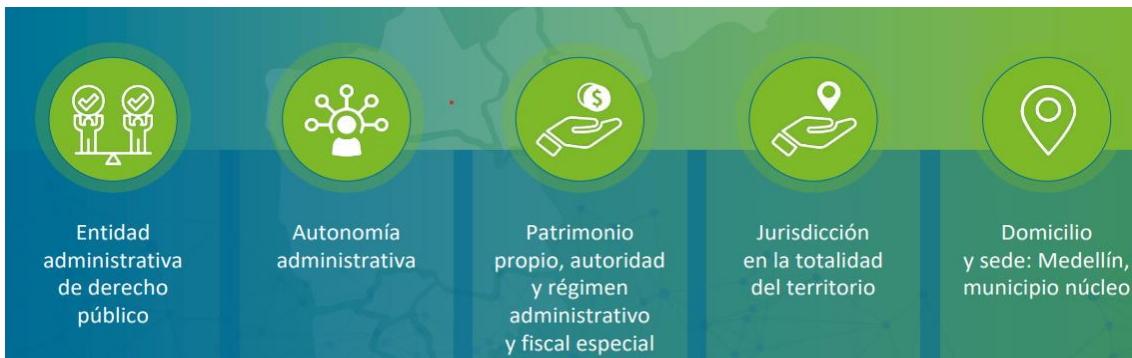 Entidad
administrativa
de derecho
público
Autonomía
administrativa
Patrimonio
propio, autoridad
y régimen
administrativo
y fiscal especial
Jurisdicción
en la totalidad
del territorio
Domicilio
y sede: Medellín,
municipio núcleo